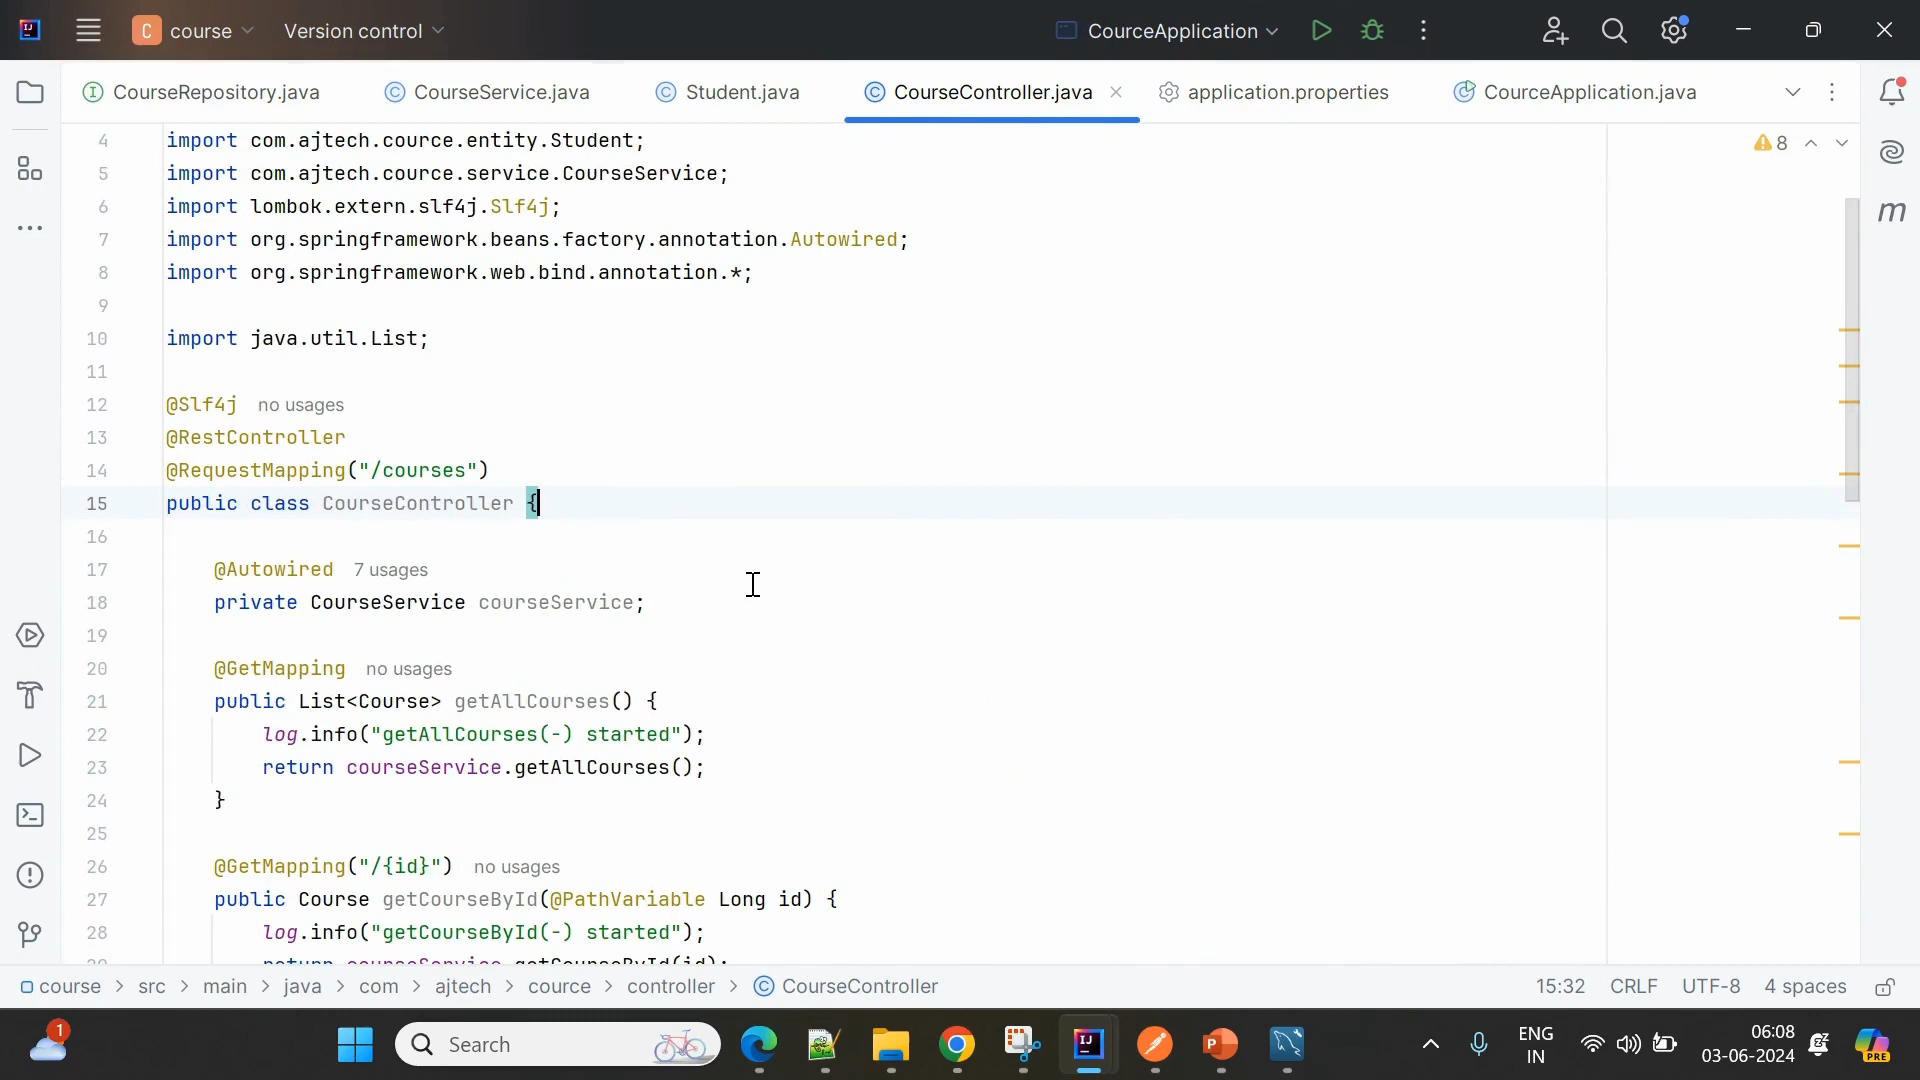 C course Version control CourceApplication
CourseRepository.java CourseService.java Student.java CourseController.java application.properties CourceApplication.java
8
4 import com.ajtech.cource.entity.Student;
5 import com.ajtech.cource.service.CourseService;
6 import lombok.extern.slf4j.Slf4j;
7 import org.springframework.beans.factory.annotation.Autowired;
8 import org.springframework.web.bind.annotation.*;
9
10 import java.util.List;
11
12 @Slf4j no usages
13 @RestController
14 @RequestMapping("/courses")
15 public class CourseController {
16
17 @Autowired 7 usages
18 private CourseService courseService;
19
20 @GetMapping no usages
21 public List<Course> getAllCourses() {
22 log.info("getAllCourses(-) started");
23 return courseService.getAllCourses();
24 }
25
26 @GetMapping("/{id}") no usages
27 public Course getCourseById(@PathVariable Long id) {
28 log.info("getCourseById(-) started");
29 return courseService.getCourseById(id);
course > src > main > java > com > ajtech > cource > controller > CourseController 15:32 CRLF UTF-8 4 spaces
1 Search ENG 06:08
IN 03-06-2024
PRE